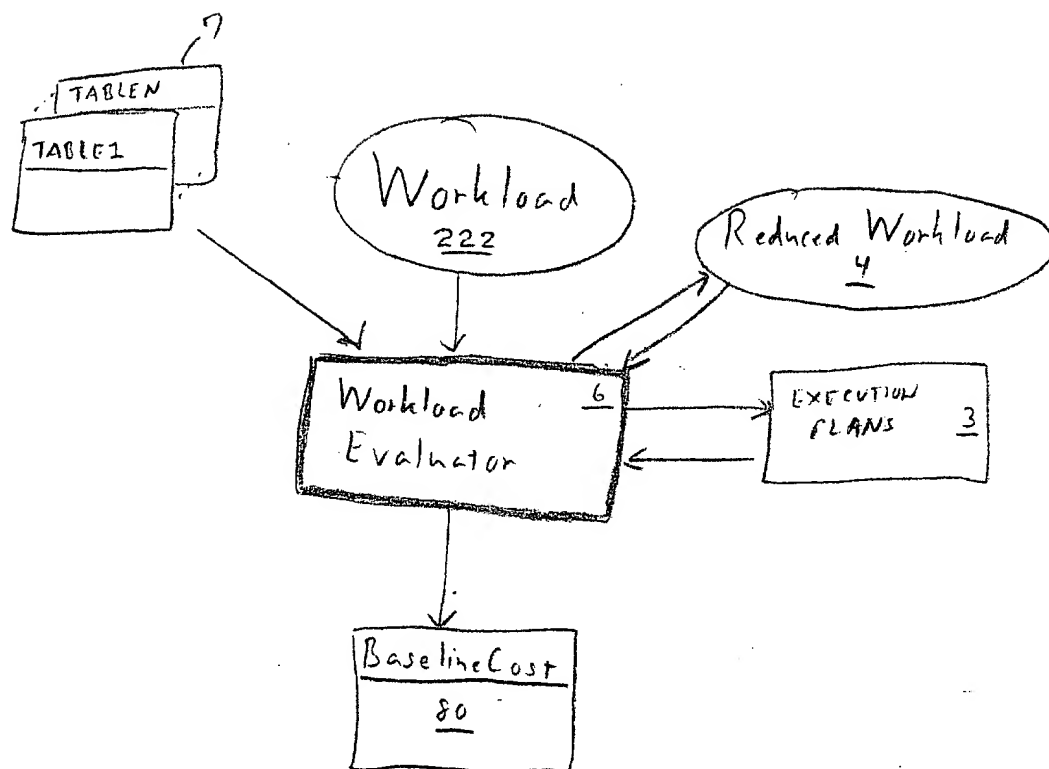 7
TABLEN
TABLE1
Workload
222
Reduced Workload
4
Workload
Evaluator
6
EXECUTION
PLANS
3
BaselineCost
80